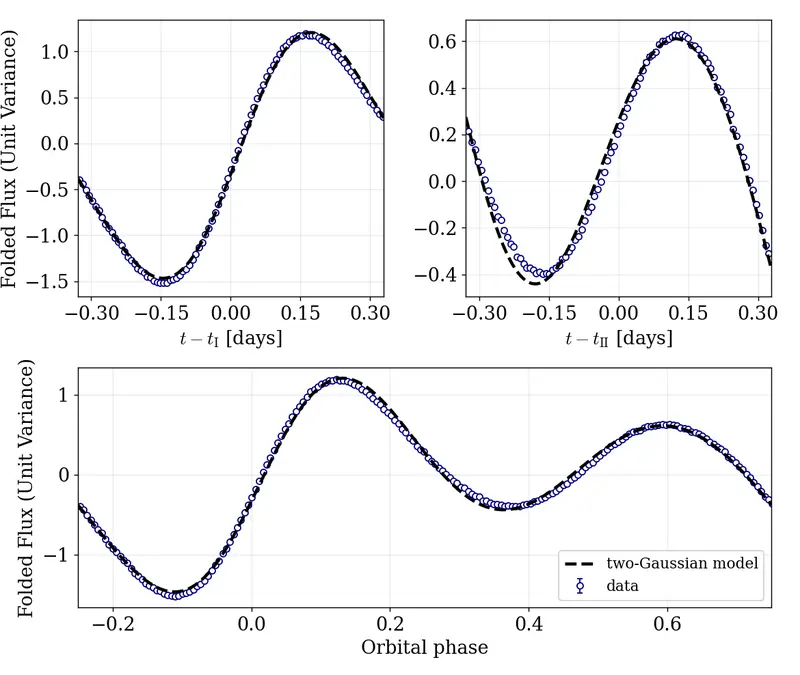 Folded Flux (Unit Variance)
1.0
0.5
0.0
−0.5
−1.0
−1.5
−0.30 −0.15 0.00 0.15 0.30
t − tI [days]
0.6
0.4
0.2
0.0
−0.2
−0.4
−0.30 −0.15 0.00 0.15 0.30
t − tII [days]
Folded Flux (Unit Variance)
1
0
−1
−0.2 0.0 0.2 0.4 0.6
Orbital phase
two-Gaussian model
data